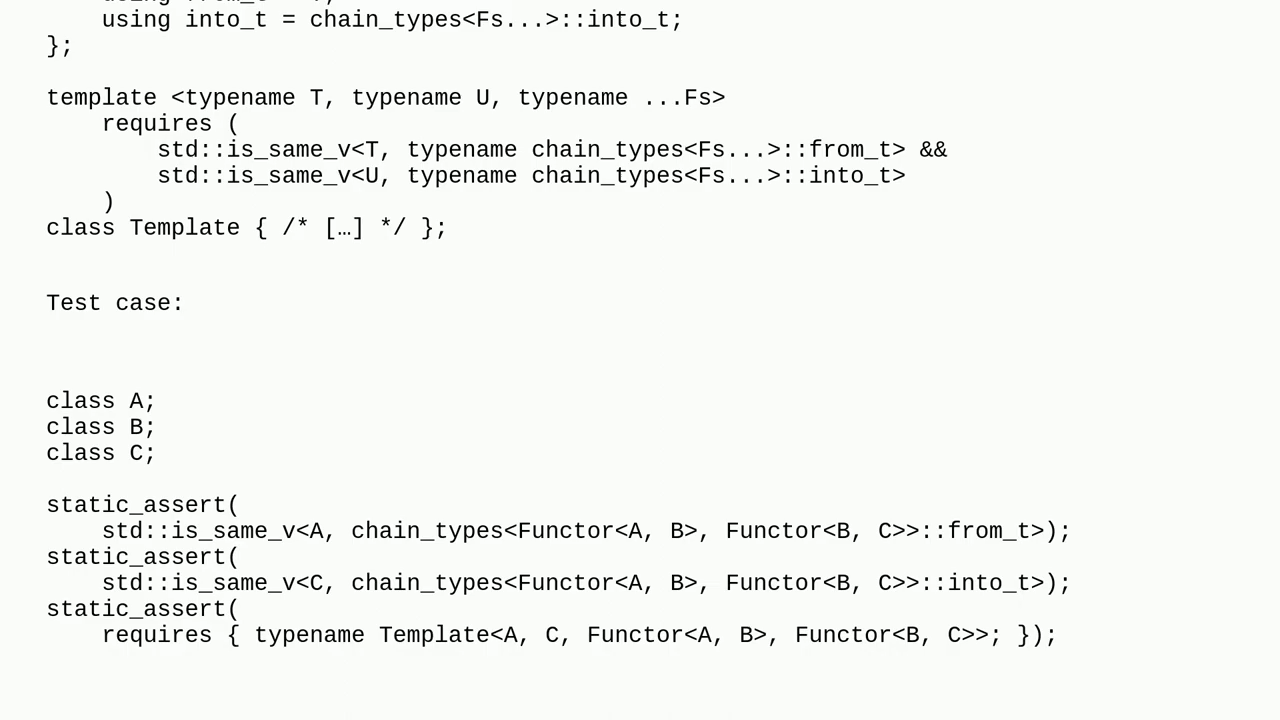 using into_t = chain_types<Fs...>::into_t;
};

template <typename T, typename U, typename ...Fs>
    requires (
        std::is_same_v<T, typename chain_types<Fs...>::from_t> &&
        std::is_same_v<U, typename chain_types<Fs...>::into_t>
    )
class Template { /* […] */ };

Test case:

class A;
class B;
class C;

static_assert(
    std::is_same_v<A, chain_types<Functor<A, B>, Functor<B, C>>::from_t>);
static_assert(
    std::is_same_v<C, chain_types<Functor<A, B>, Functor<B, C>>::into_t>);
static_assert(
    requires { typename Template<A, C, Functor<A, B>, Functor<B, C>>; });